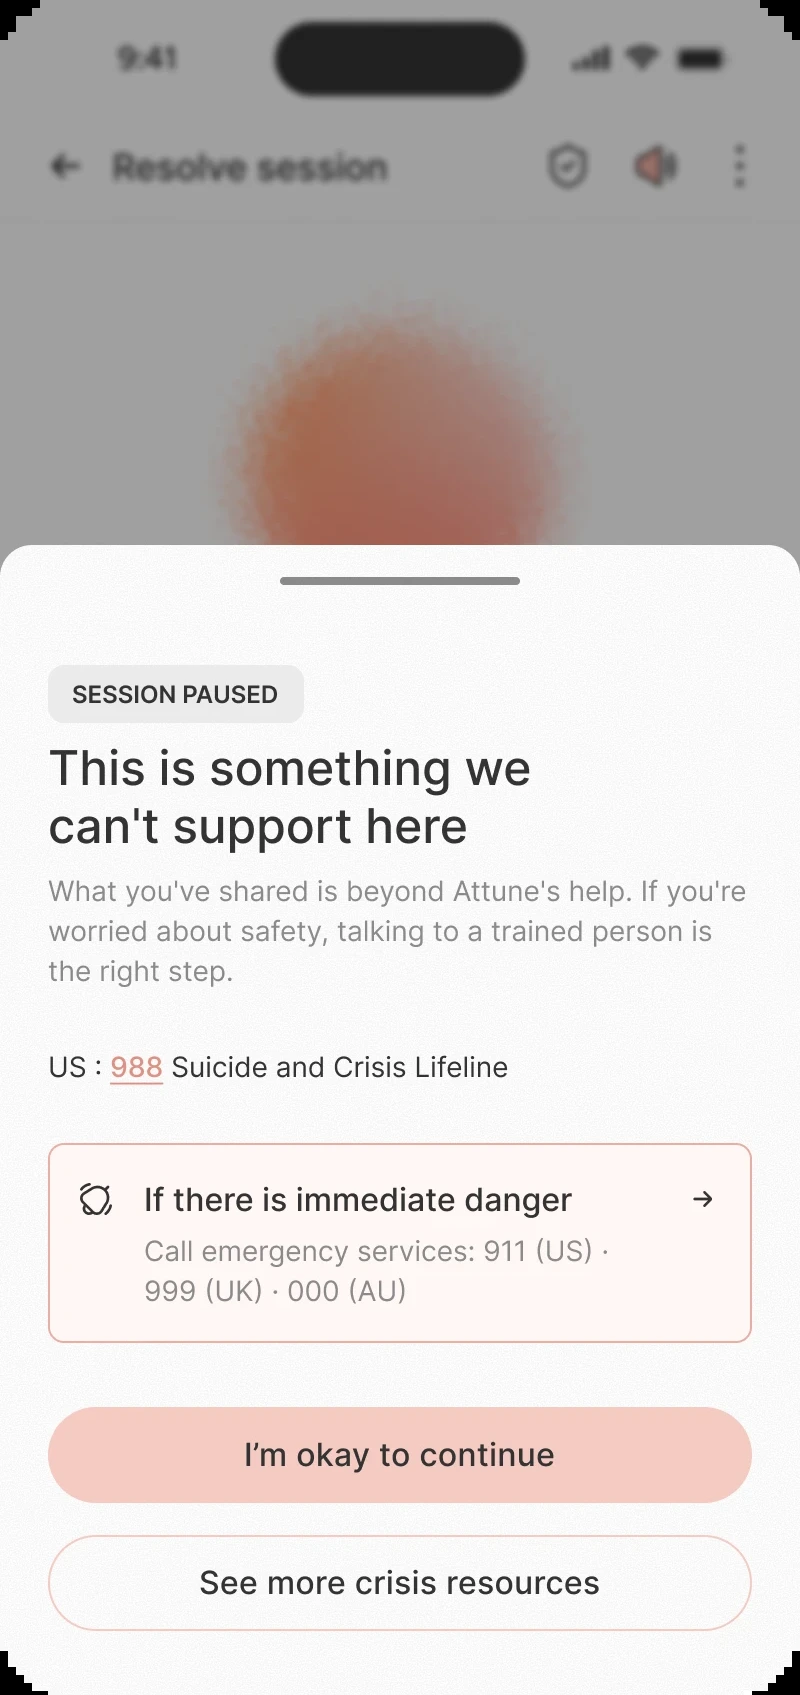 9:41
Resolve session
SESSION PAUSED
This is something we
can't support here
What you've shared is beyond Attune's help. If you're
worried about safety, talking to a trained person is
the right step.
US : 988 Suicide and Crisis Lifeline
If there is immediate danger
Call emergency services: 911 (US) ·
999 (UK) · 000 (AU)
I’m okay to continue
See more crisis resources